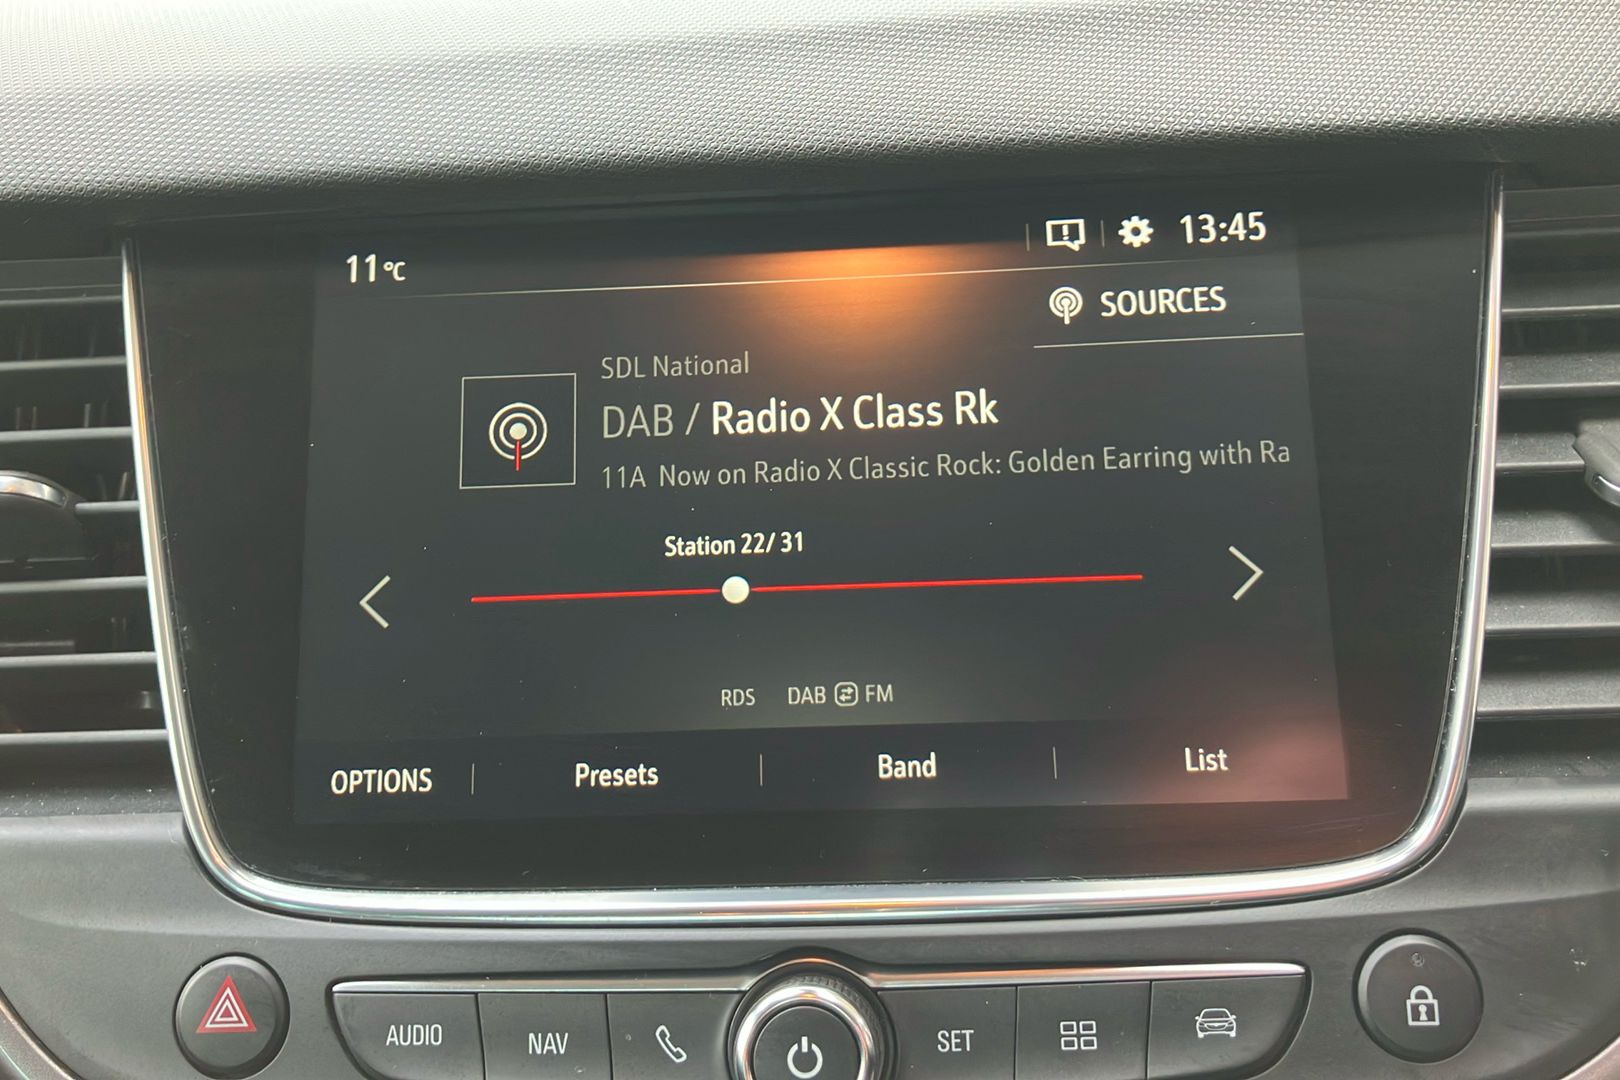 11°C
13:45
SOURCES
SDL National
DAB / Radio X Class Rk
11A Now on Radio X Classic Rock: Golden Earring with Ra
Station 22/ 31
RDS DAB FM
OPTIONS Presets Band List
AUDIO NAV SET